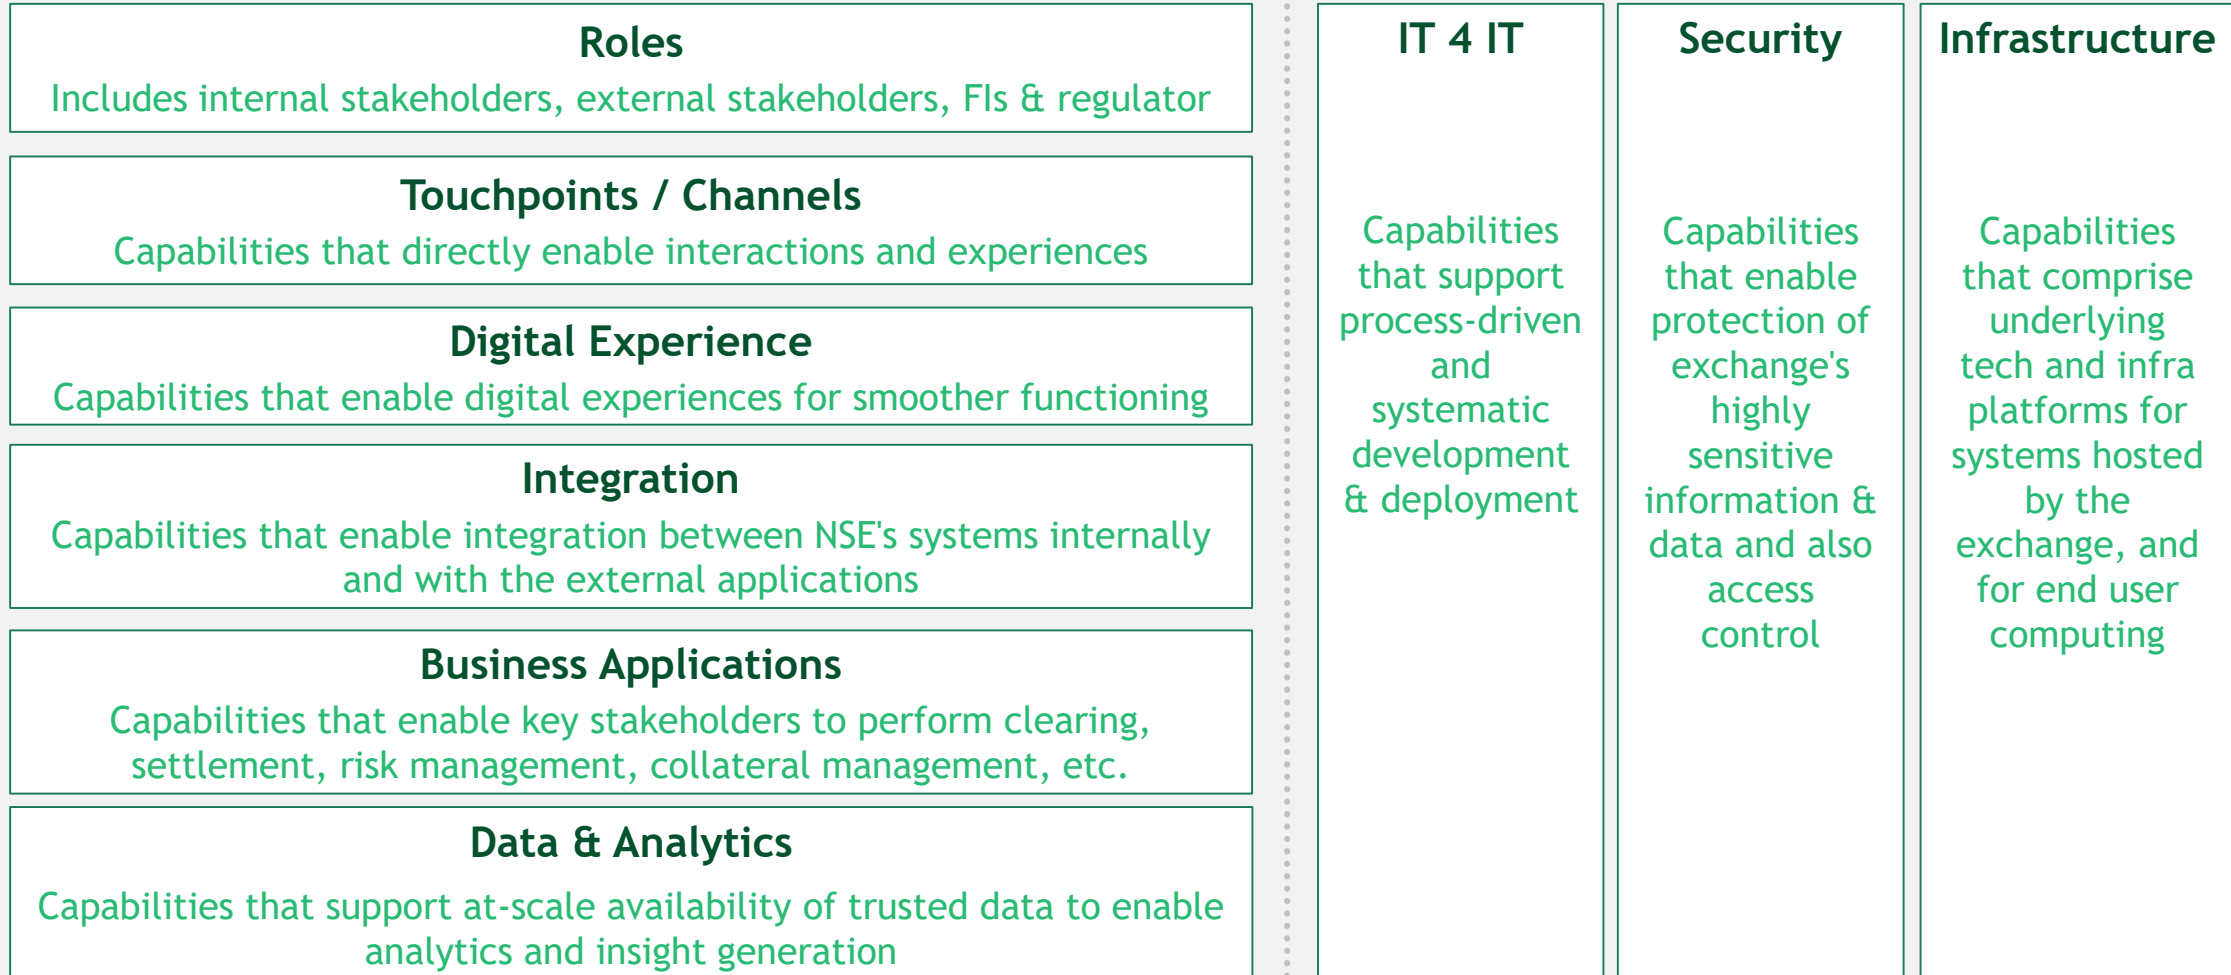 Roles
Includes internal stakeholders, external stakeholders, FIs & regulator
Touchpoints / Channels
Capabilities that directly enable interactions and experiences
Digital Experience
Capabilities that enable digital experiences for smoother functioning
Integration
Capabilities that enable integration between NSE's systems internally
and with the external applications
Business Applications
Capabilities that enable key stakeholders to perform clearing,
settlement, risk management, collateral management, etc.
Data & Analytics
Capabilities that support at-scale availability of trusted data to enable
analytics and insight generation
IT 4 IT
Capabilities
that support
process-driven
and
systematic
development
& deployment
Security
Capabilities
that enable
protection of
exchange's
highly
sensitive
information &
data and also
access
control
Infrastructure
Capabilities
that comprise
underlying
tech and infra
platforms for
systems hosted
by the
exchange, and
for end user
computing